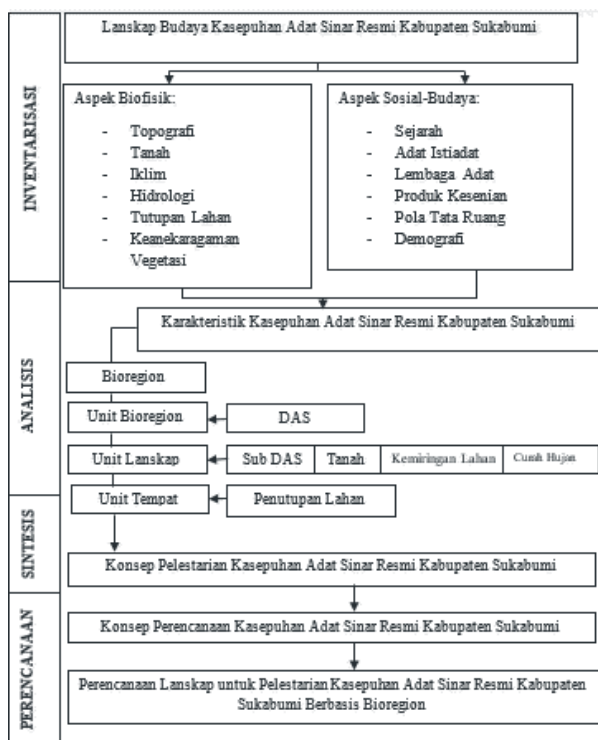 INVENTARISASI
Lanskap Budaya Kasepuhan Adat Sinar Resmi Kabupaten Sukabumi
Aspek Biofisik:
- Topografi
- Tanah
- Iklim
- Hidrologi
- Tutupan Lahan
- Keanekaragaman
Vegetasi
Aspek Sosial-Budaya:
- Sejarah
- Adat Istiadat
- Lembaga Adat
- Produk Kesenian
- Pola Tata Ruang
- Demografi
ANALISIS
Karakteristik Kasepuhan Adat Sinar Resmi Kabupaten Sukabumi
Bioregion
Unit Bioregion
DAS
Unit Lanskap
Sub DAS
Tanah
Kemiringan Lahan
Curah Hujan
SINTESIS
Unit Tempat
Penutupan Lahan
Konsep Pelestarian Kasepuhan Adat Sinar Resmi Kabupaten Sukabumi
PERENCANAAN
Konsep Perencanaan Kasepuhan Adat Sinar Resmi Kabupaten Sukabumi
Perencanaan Lanskap untuk Pelestarian Kasepuhan Adat Sinar Resmi Kabupaten
Sukabumi Berbasis Bioregion